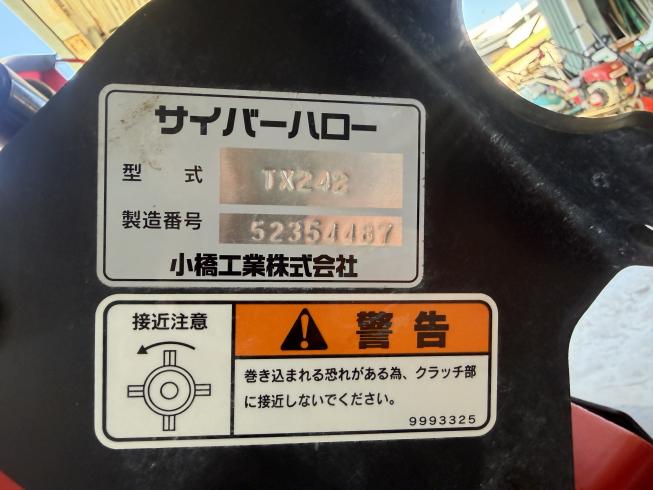 サイバーハロー
型 式 TX242
製造番号 52354487
小橋工業株式会社
接近注意
警告
巻き込まれる恐れがある為、クラッチ部
に接近しないでください。
9993325